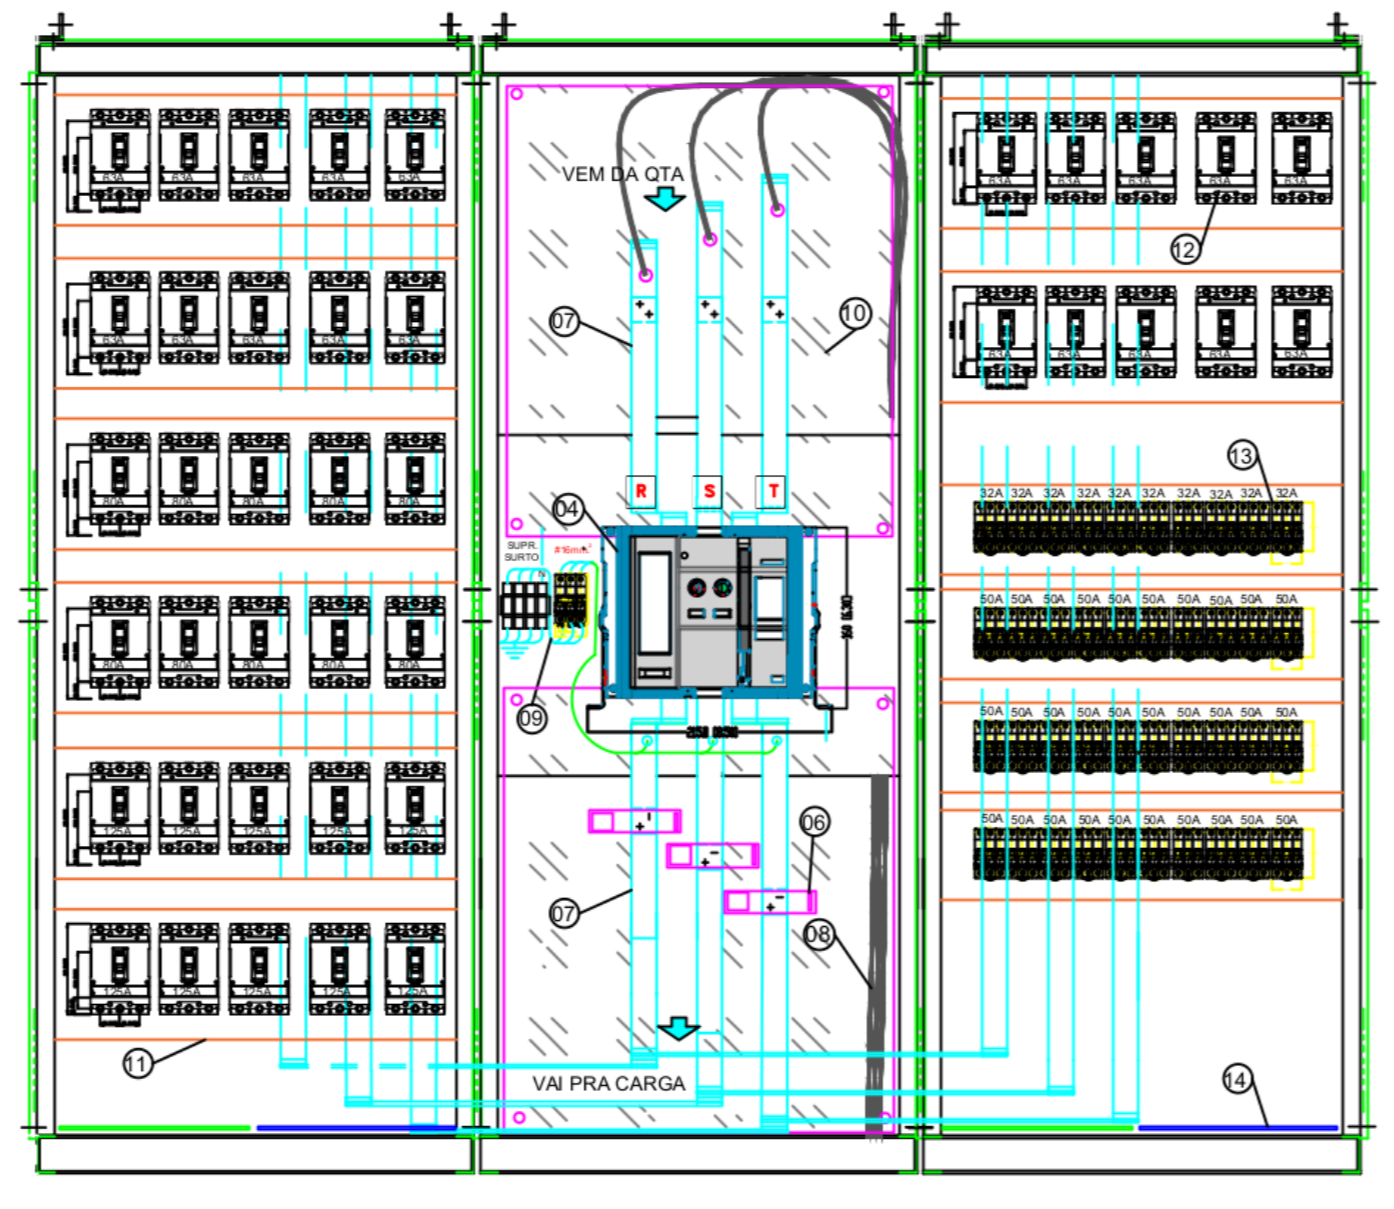 63A 63A 63A 63A 63A
63A 63A 63A 63A 63A
80A 80A 80A 80A 80A
80A 80A 80A 80A 80A
125A 125A 125A 125A 125A
125A 125A 125A 125A 125A
11
VEM DA QTA
07
10
R S T
04
SUPR.
SURTO
#16mm²
09
06
07
08
VAI PRA CARGA
63A 63A 63A 63A 63A
12
63A 63A 63A 63A 63A
13
32A 32A 32A 32A 32A 32A 32A 32A 32A 32A
50A 50A 50A 50A 50A 50A 50A 50A 50A 50A
50A 50A 50A 50A 50A 50A 50A 50A 50A 50A
50A 50A 50A 50A 50A 50A 50A 50A 50A 50A
14